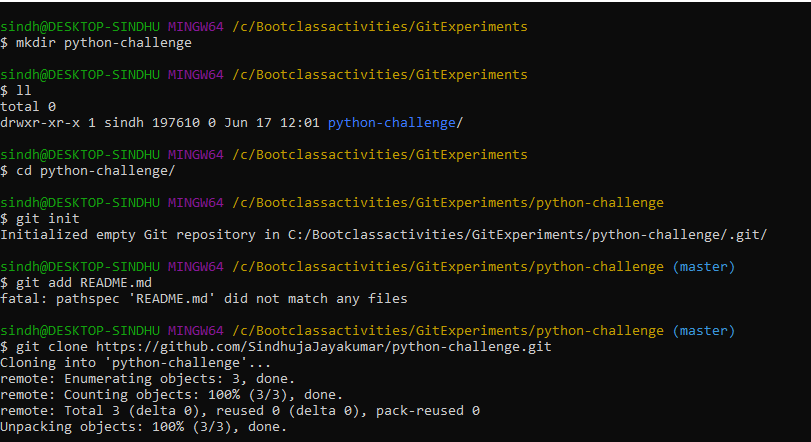 sindh@DESKTOP-SINDHU MINGW64 /c/Bootclassactivities/GitExperiments
$ mkdir python-challenge
sindh@DESKTOP-SINDHU MINGW64 /c/Bootclassactivities/GitExperiments
$ ll
total 0
drwxr-xr-x 1 sindh 197610 0 Jun 17 12:01 python-challenge/
sindh@DESKTOP-SINDHU MINGW64 /c/Bootclassactivities/GitExperiments
$ cd python-challenge/
sindh@DESKTOP-SINDHU MINGW64 /c/Bootclassactivities/GitExperiments/python-challenge
$ git init
Initialized empty Git repository in C:/Bootclassactivities/GitExperiments/python-challenge/.git/
sindh@DESKTOP-SINDHU MINGW64 /c/Bootclassactivities/GitExperiments/python-challenge (master)
$ git add README.md
fatal: pathspec 'README.md' did not match any files
sindh@DESKTOP-SINDHU MINGW64 /c/Bootclassactivities/GitExperiments/python-challenge (master)
$ git clone https://github.com/SindhujaJayakumar/python-challenge.git
Cloning into 'python-challenge'...
remote: Enumerating objects: 3, done.
remote: Counting objects: 100% (3/3), done.
remote: Total 3 (delta 0), reused 0 (delta 0), pack-reused 0
Unpacking objects: 100% (3/3), done.